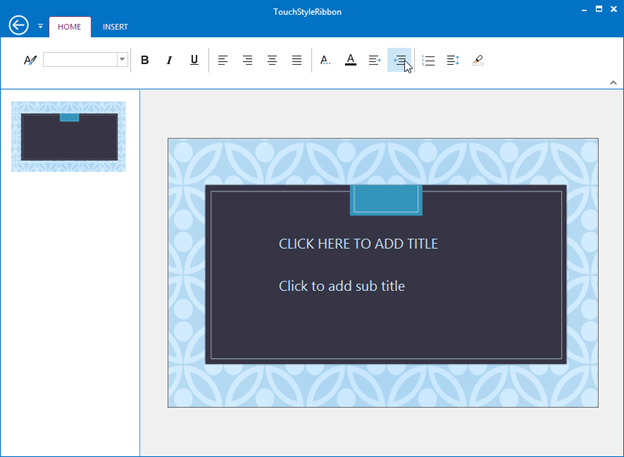 TouchStyleRibbon
HOME INSERT
B I U A... A
CLICK HERE TO ADD TITLE
Click to add sub title